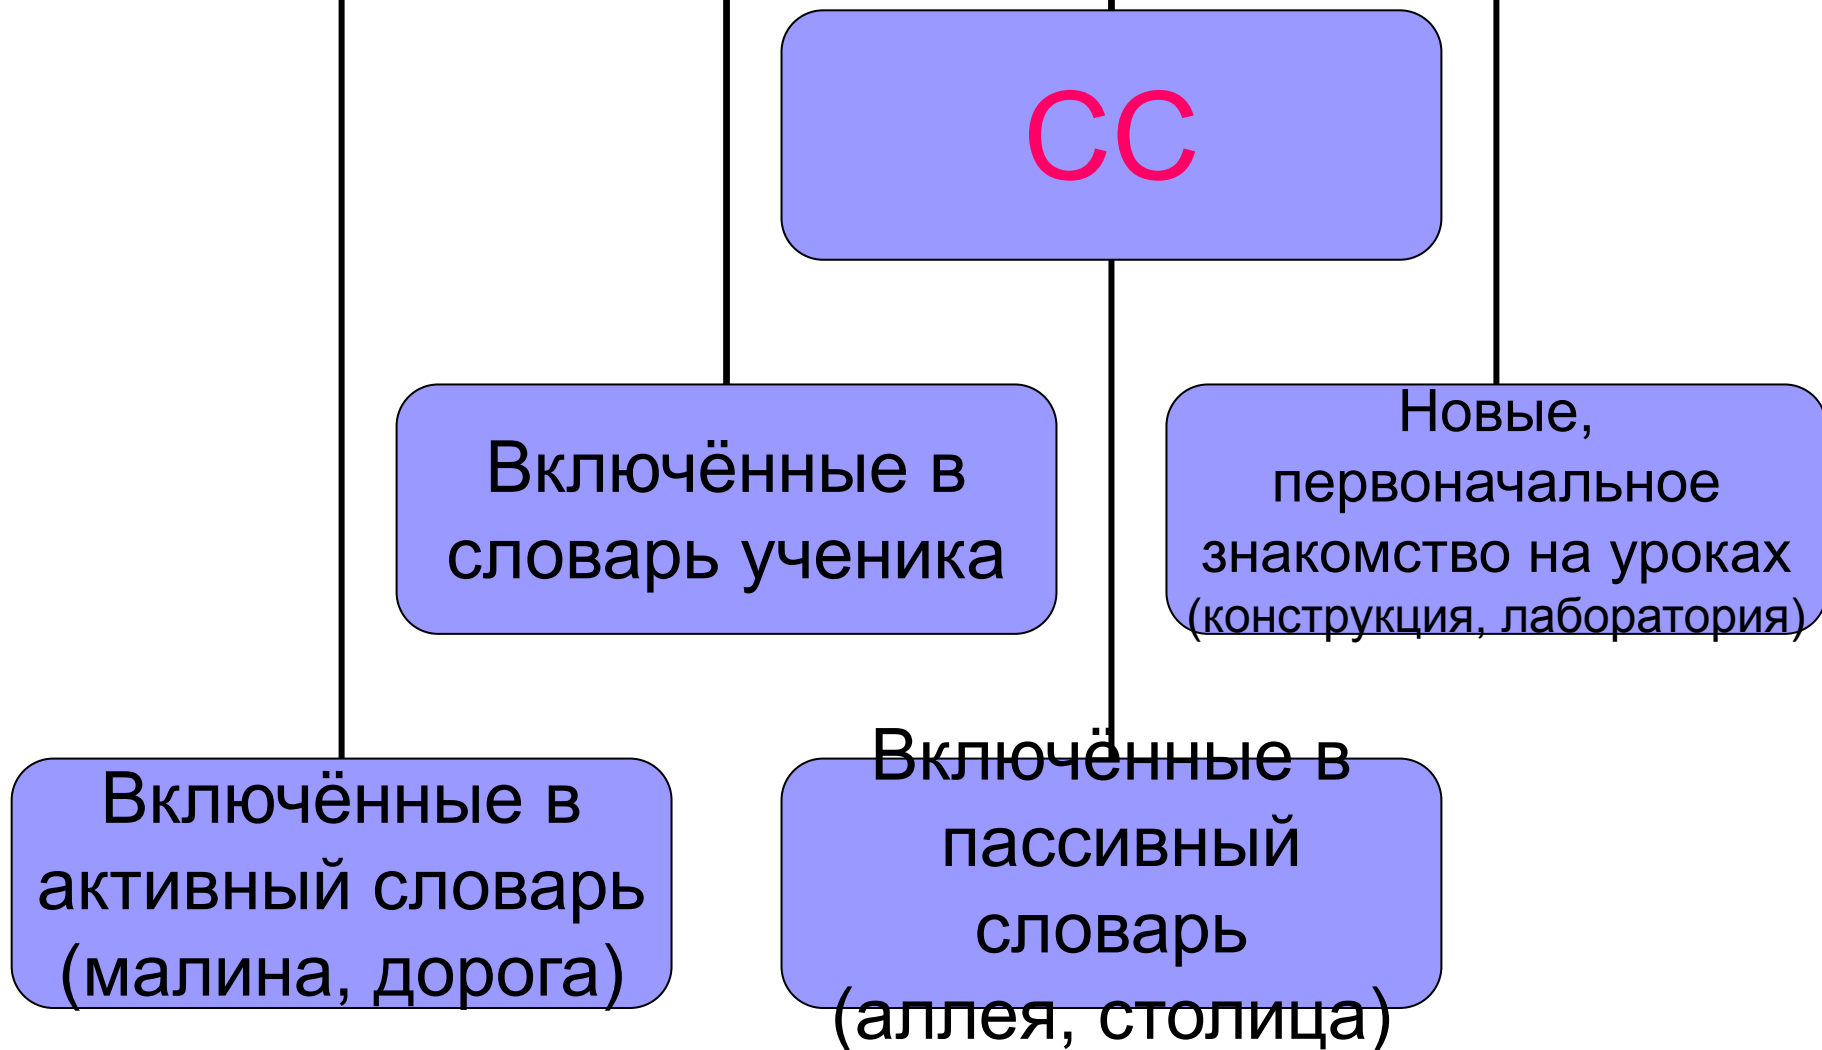 СС
Включённые в
словарь ученика
Новые,
первоначальное
знакомство на уроках
(конструкция, лаборатория)
Включённые в
активный словарь
(малина, дорога)
Включённые в
пассивный
словарь
(аллея, столица)